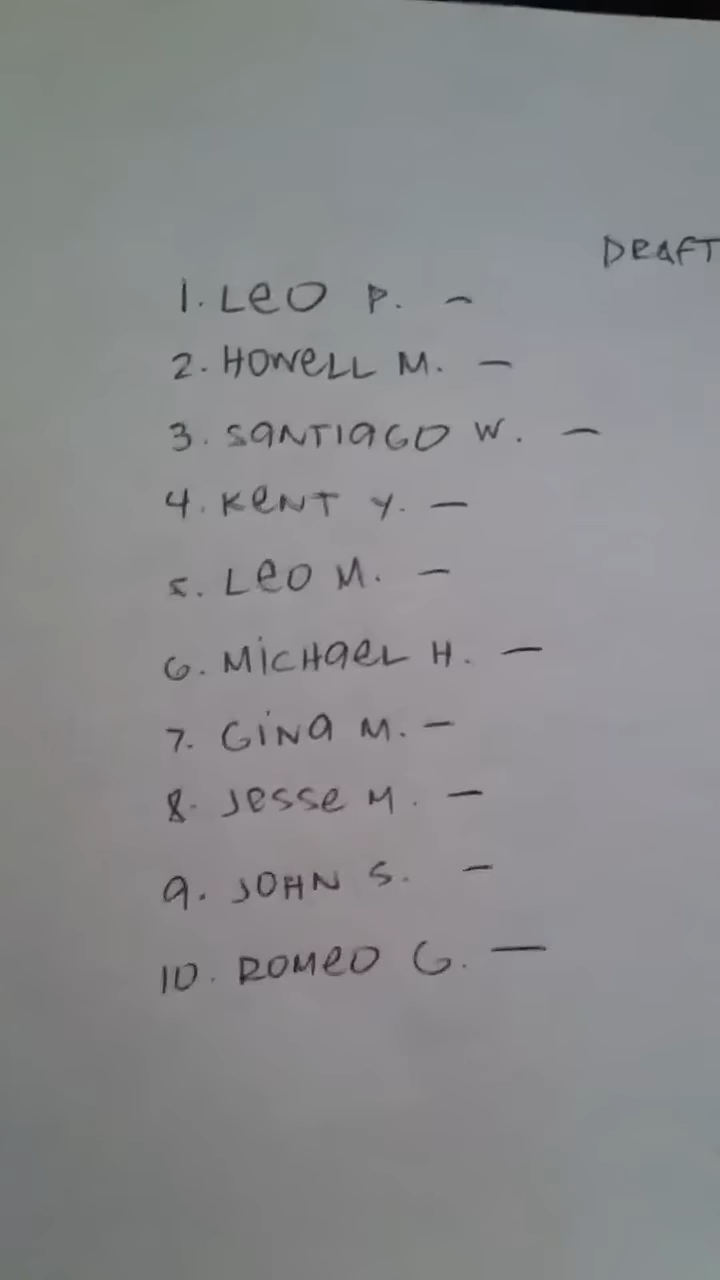 DRAFT
1. LeO P. -
2. HOWeLL M. -
3. SaNTIaGO W. -
4. KeNT Y. -
5. LeO M. -
6. MiCHaeL H. -
7. GiNa M. -
8. Jesse M. -
9. JOHN S. -
10. ROMeO G. -